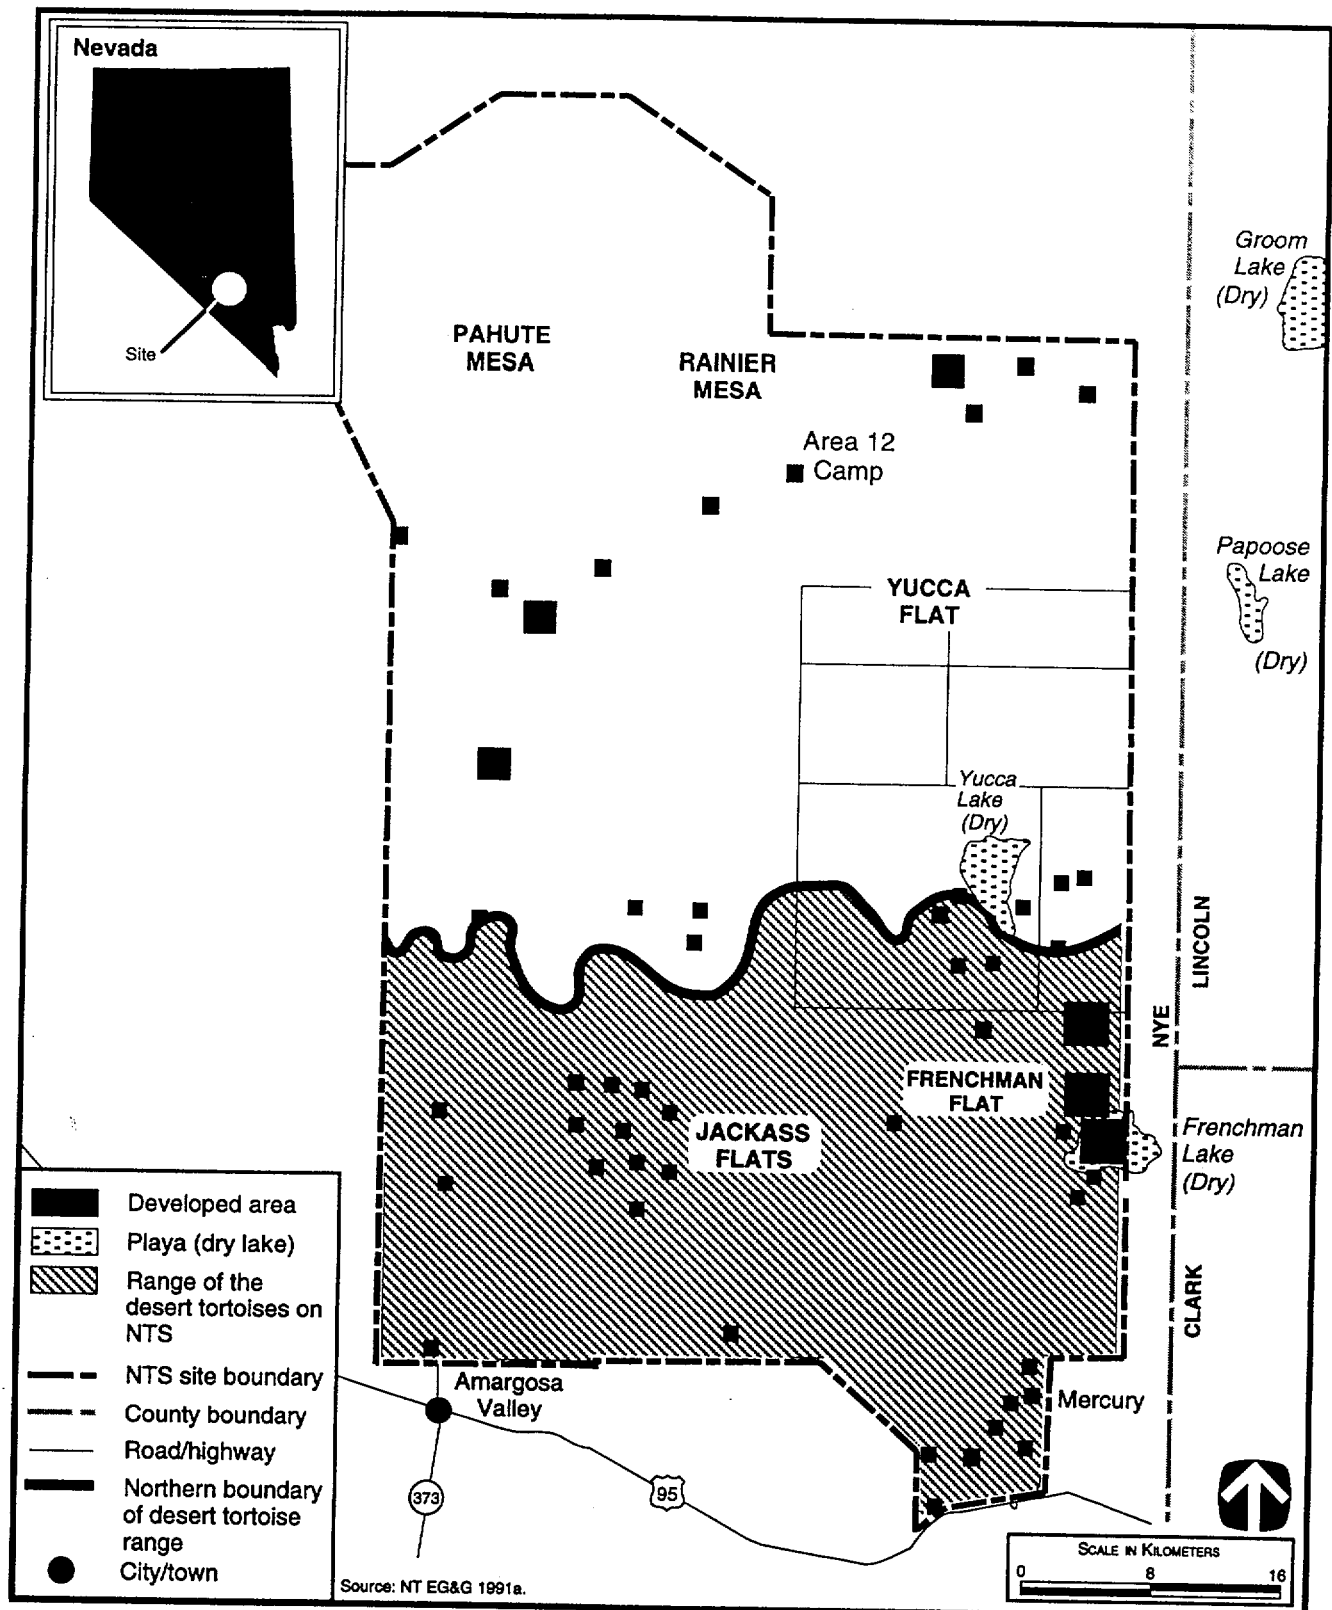 Nevada
Site
PAHUTE
MESA
RAINIER
MESA
Area 12
Camp
Groom
Lake
(Dry)
Papoose
Lake
(Dry)
YUCCA
FLAT
Yucca
Lake
(Dry)
LINCOLN
NYE
FRENCHMAN
FLAT
JACKASS
FLATS
Frenchman
Lake
(Dry)
CLARK
Developed area
Playa (dry lake)
Range of the
desert tortoises on
NTS
NTS site boundary
County boundary
Road/highway
Northern boundary
of desert tortoise
range
City/town
Amargosa
Valley
Mercury
373
95
SCALE IN KILOMETERS
0 8 16
Source: NT EG&G 1991a.